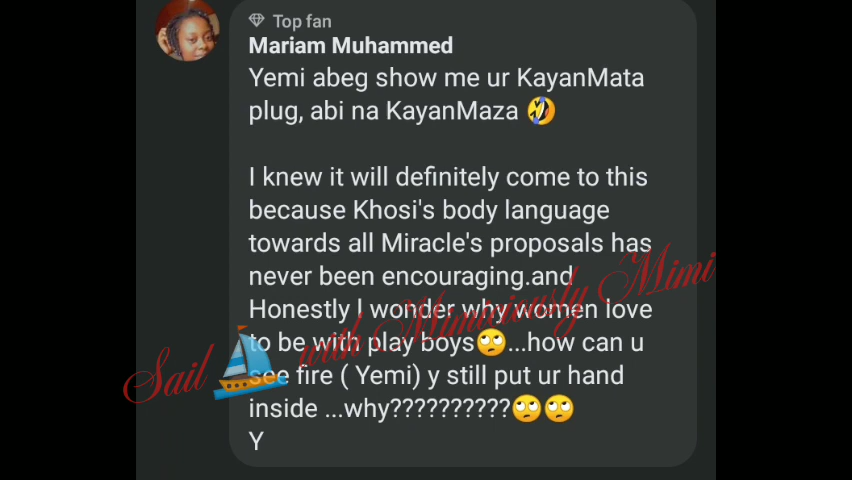 Top fan
Mariam Muhammed
Yemi abeg show me ur KayanMata
plug, abi na KayanMaza 🤣
I knew it will definitely come to this
because Khosi's body language
towards all Miracle's proposals has
never been encouraging.and
Honestly I wonder why women love
to be with play boys🙄...how can u
see fire ( Yemi) y still put ur hand
inside ...why??????????🙄🙄
Y
Sail ⛵ with Mimaciously Mimi